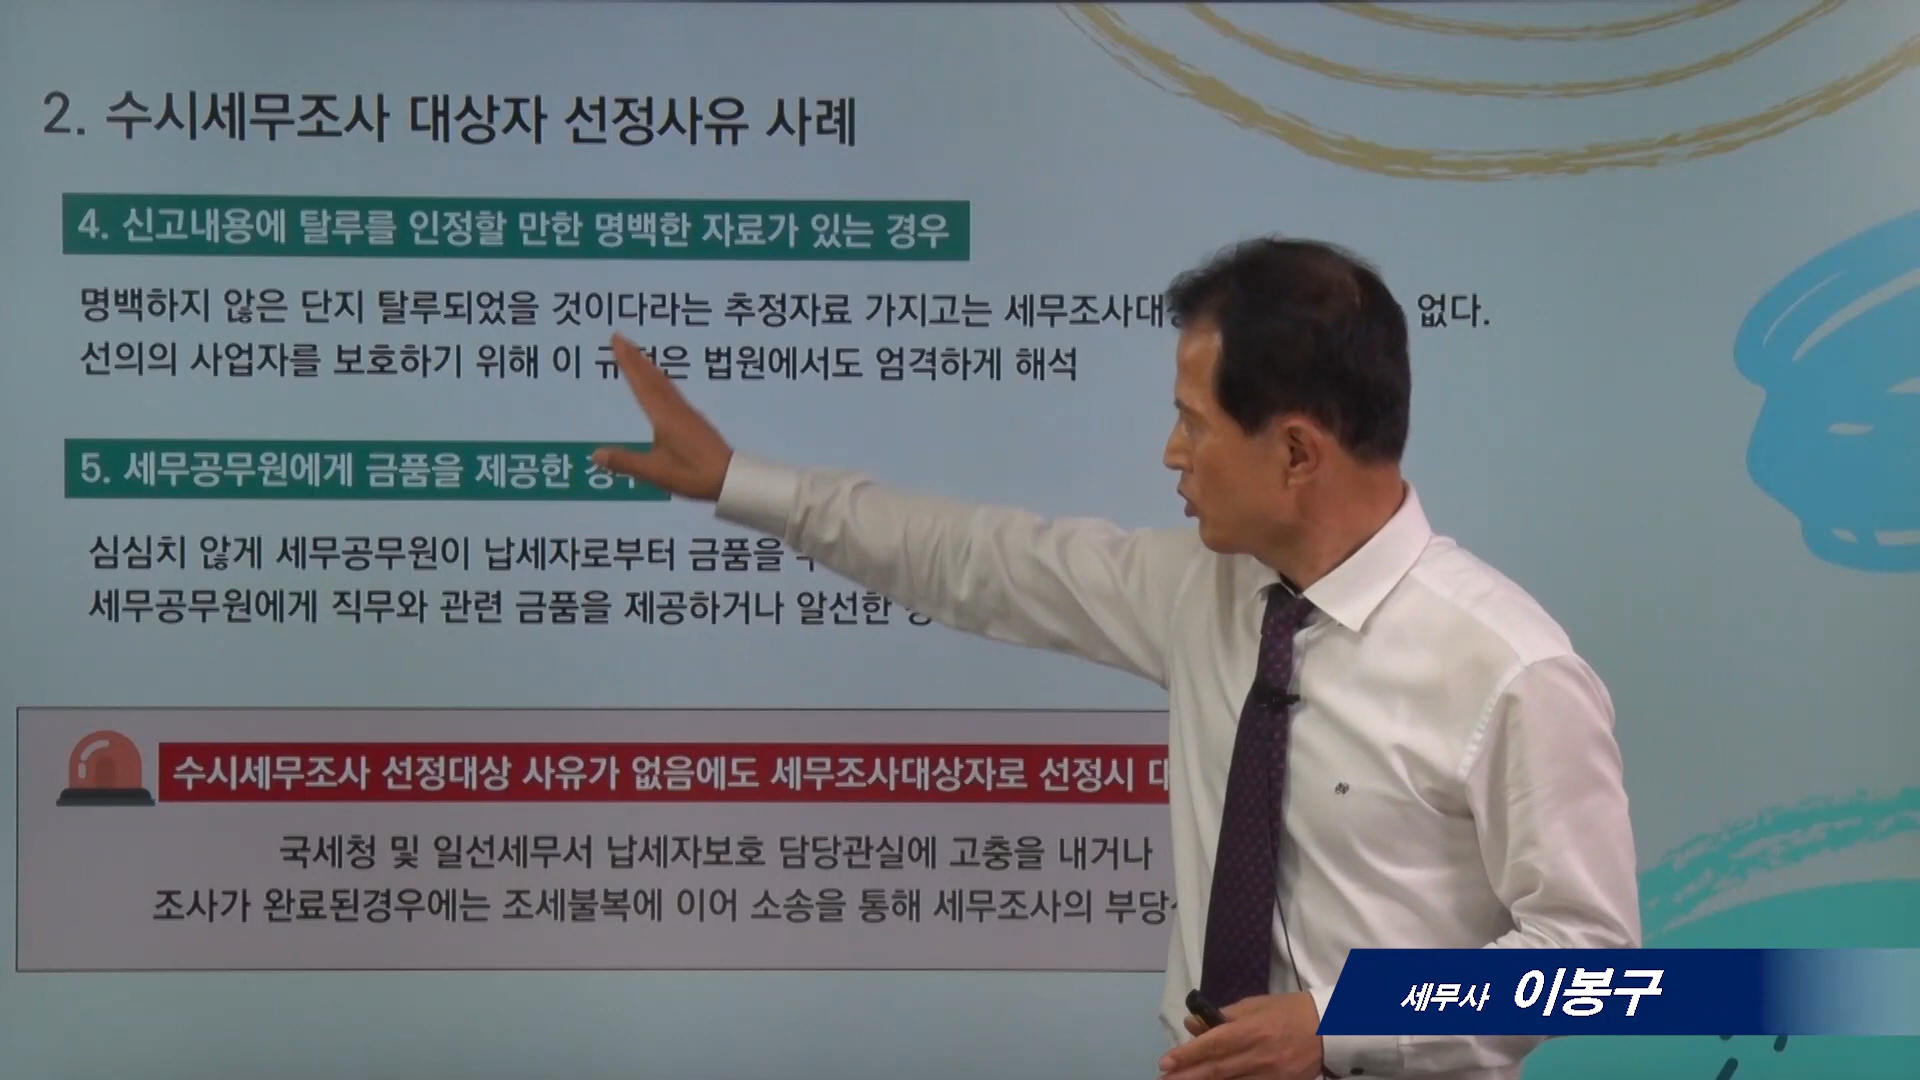 2. 수시세무조사 대상자 선정사유 사례
4. 신고내용에 탈루를 인정할 만한 명백한 자료가 있는 경우
명백하지 않은 단지 탈루되었을 것이다라는 추정자료 가지고는 없다.
선의의 사업자를 보호하기 위해 이 법원에서도 엄격하게 해석
5. 세무공무원에게 금품을 제공한
심심치 않게 세무공무원이 납세자로부터 금품을
세무공무원에게 직무와 관련 금품을 제공하거나 알선한
수시세무조사 선정대상 사유가 없음에도 세무조사대상자로 선정시
국세청 및 일선세무서 납세자보호 담당관실에 고충을 내거나
조사가 완료된경우에는 조세불복에 이어 소송을 통해 세무조사의
세무사 이봉구